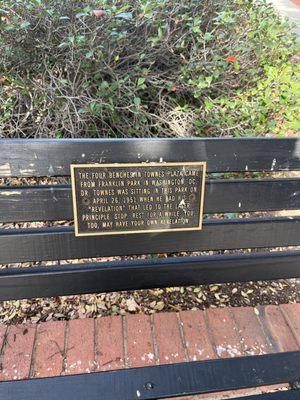 THE FOUR BENCHES IN TOWNES PLAZA CAME
FROM FRANKLIN PARK IN WASHINGTON, DC.
DR. TOWNES WAS SITTING IN THIS PARK ON
APRIL 26, 1951 WHEN HE HAD HIS
"REVELATION" THAT LED TO THE LASER
PRINCIPLE. STOP, REST FOR A WHILE. YOU
TOO, MAY HAVE YOUR OWN REVELATION.